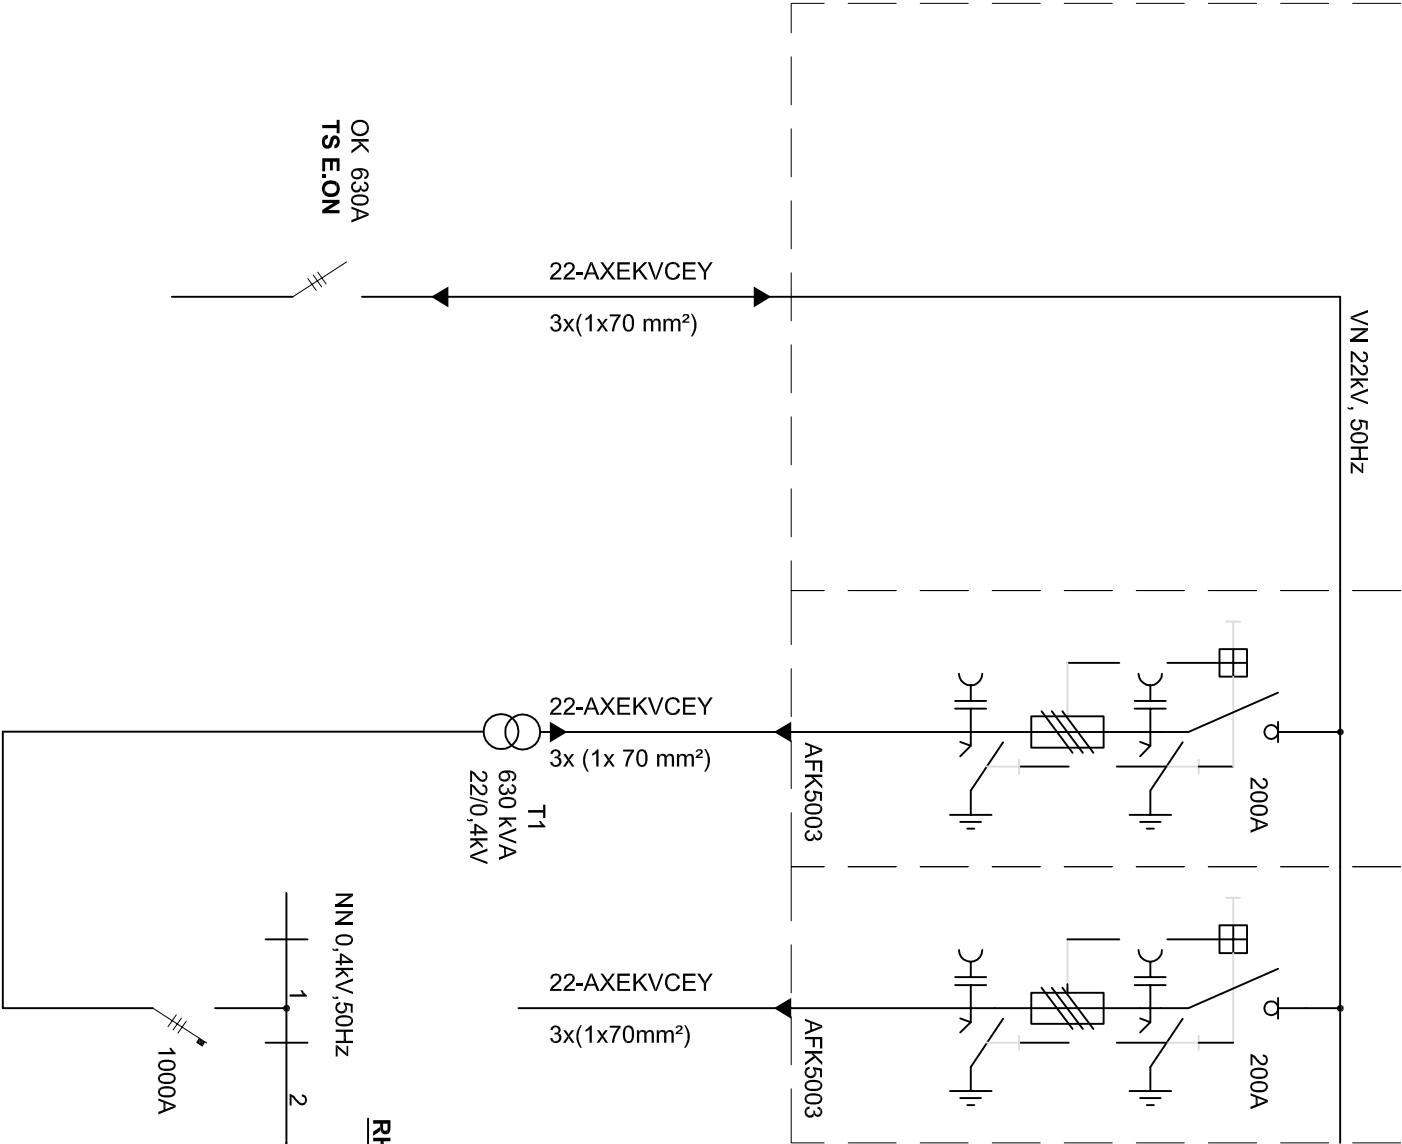 OK 630A
TS E.ON
22-AXEKVCEY
3x(1x70 mm²)
VN 22kV, 50Hz
22-AXEKVCEY
3x (1x 70 mm²)
T1
630 kVA
22/0,4kV
AFK5003
200A
22-AXEKVCEY
3x(1x70mm²)
AFK5003
200A
NN 0,4kV,50Hz
1
2
1000A